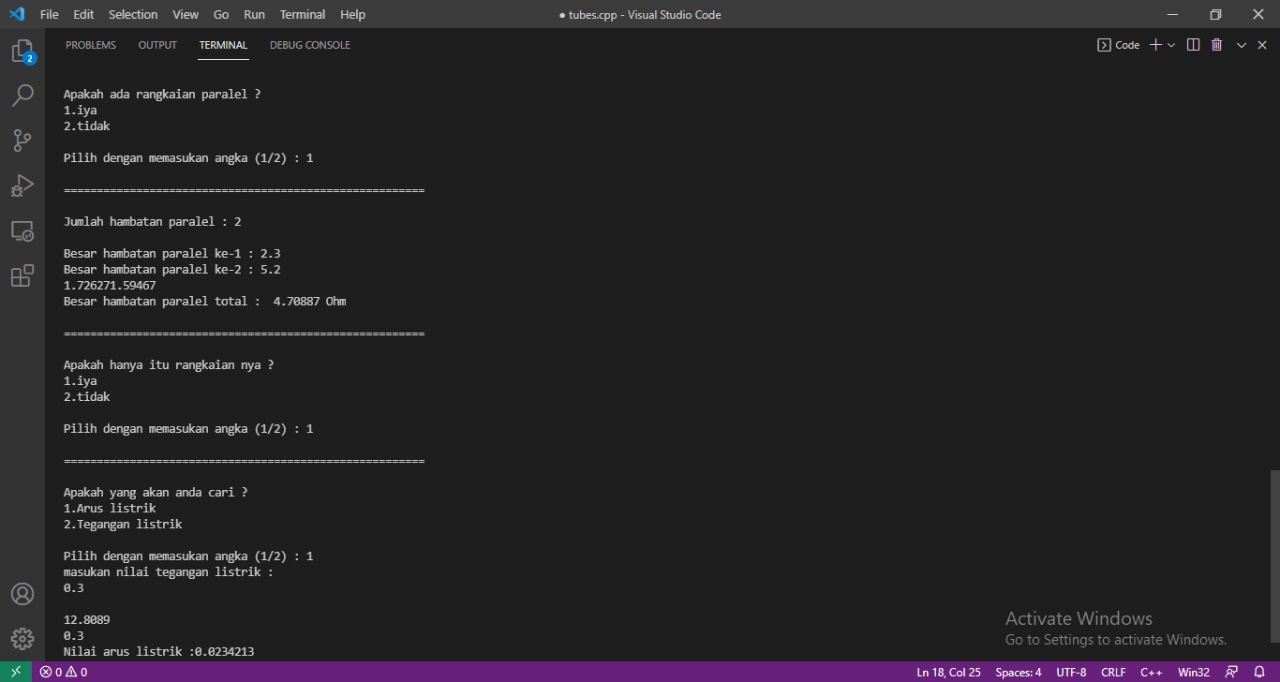 File Edit Selection View Go Run Terminal Help
● tubes.cpp - Visual Studio Code
PROBLEMS OUTPUT TERMINAL DEBUG CONSOLE
Code
2
Apakah ada rangkaian paralel ?
1.iya
2.tidak
Pilih dengan memasukan angka (1/2) : 1
=======================================================
Jumlah hambatan paralel : 2
Besar hambatan paralel ke-1 : 2.3
Besar hambatan paralel ke-2 : 5.2
1.726271.59467
Besar hambatan paralel total :  4.70887 Ohm
=======================================================
Apakah hanya itu rangkaian nya ?
1.iya
2.tidak
Pilih dengan memasukan angka (1/2) : 1
=======================================================
Apakah yang akan anda cari ?
1.Arus listrik
2.Tegangan listrik
Pilih dengan memasukan angka (1/2) : 1
masukan nilai tegangan listrik :
0.3
12.8089
0.3
Nilai arus listrik :0.0234213
Activate Windows
Go to Settings to activate Windows.
0 0 Ln 18, Col 25 Spaces: 4 UTF-8 CRLF C++ Win32